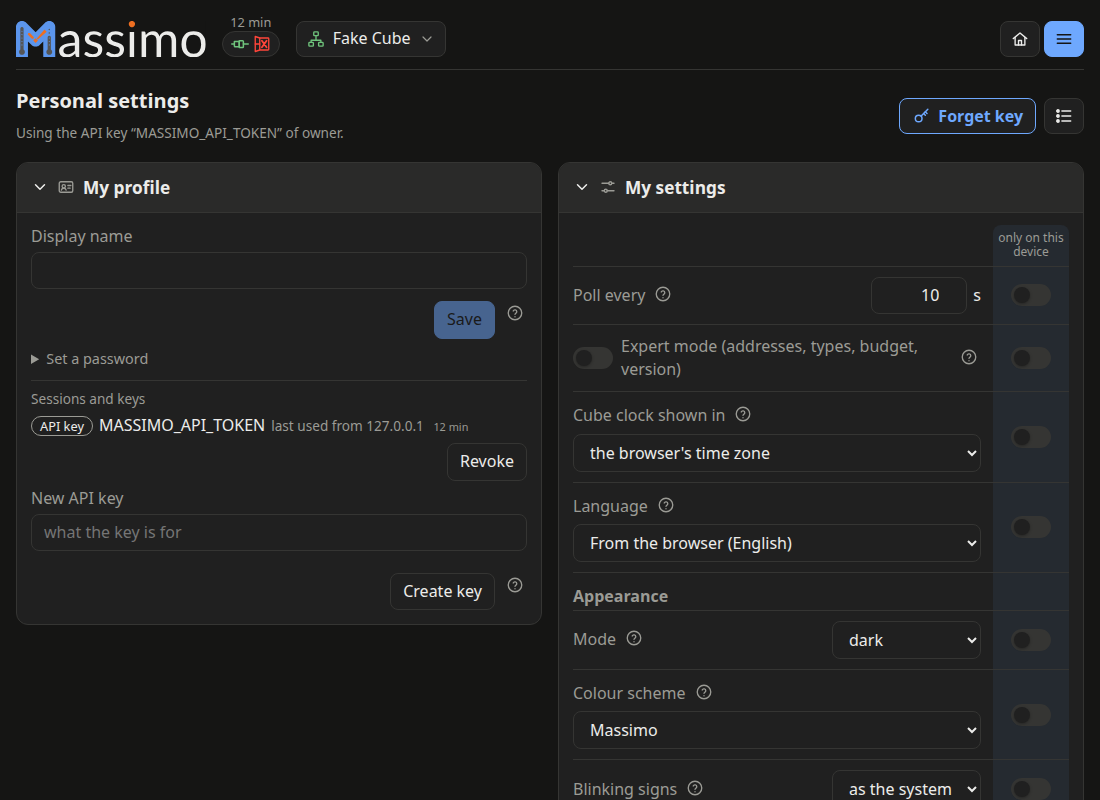 Massimo
12 min
Fake Cube
Personal settings
Using the API key “MASSIMO_API_TOKEN” of owner.
Forget key
My profile
Display name
Save
Set a password
Sessions and keys
API key MASSIMO_API_TOKEN last used from 127.0.0.1 12 min
Revoke
New API key
what the key is for
Create key
My settings
only on this
device
Poll every 10 s
Expert mode (addresses, types, budget,
version)
Cube clock shown in
the browser's time zone
Language
From the browser (English)
Appearance
Mode dark
Colour scheme
Massimo
Blinking signs as the system